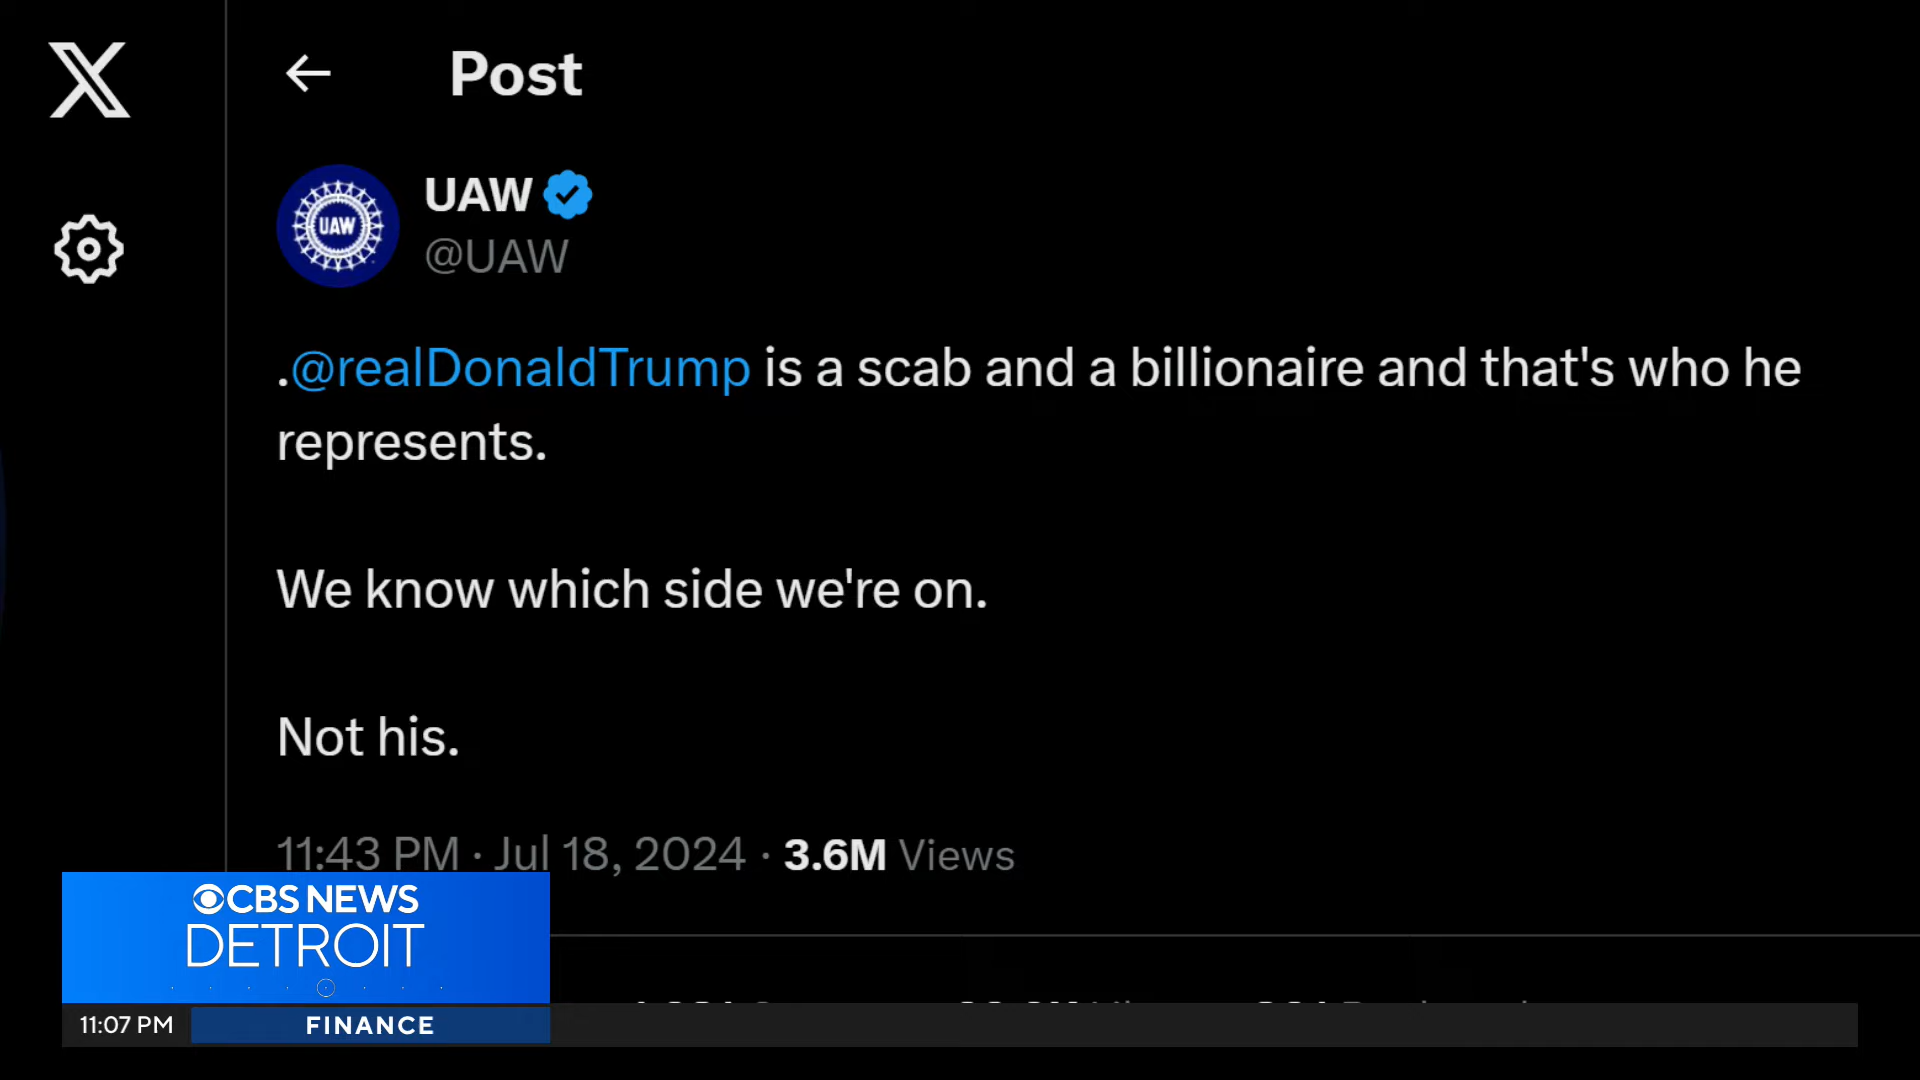 Post
UAW
@UAW
UAW
.@realDonaldTrump is a scab and a billionaire and that's who he
represents.
We know which side we're on.
Not his.
11:43 PM · Jul 18, 2024 · 3.6M Views
CBS NEWS
DETROIT
11:07 PM
FINANCE